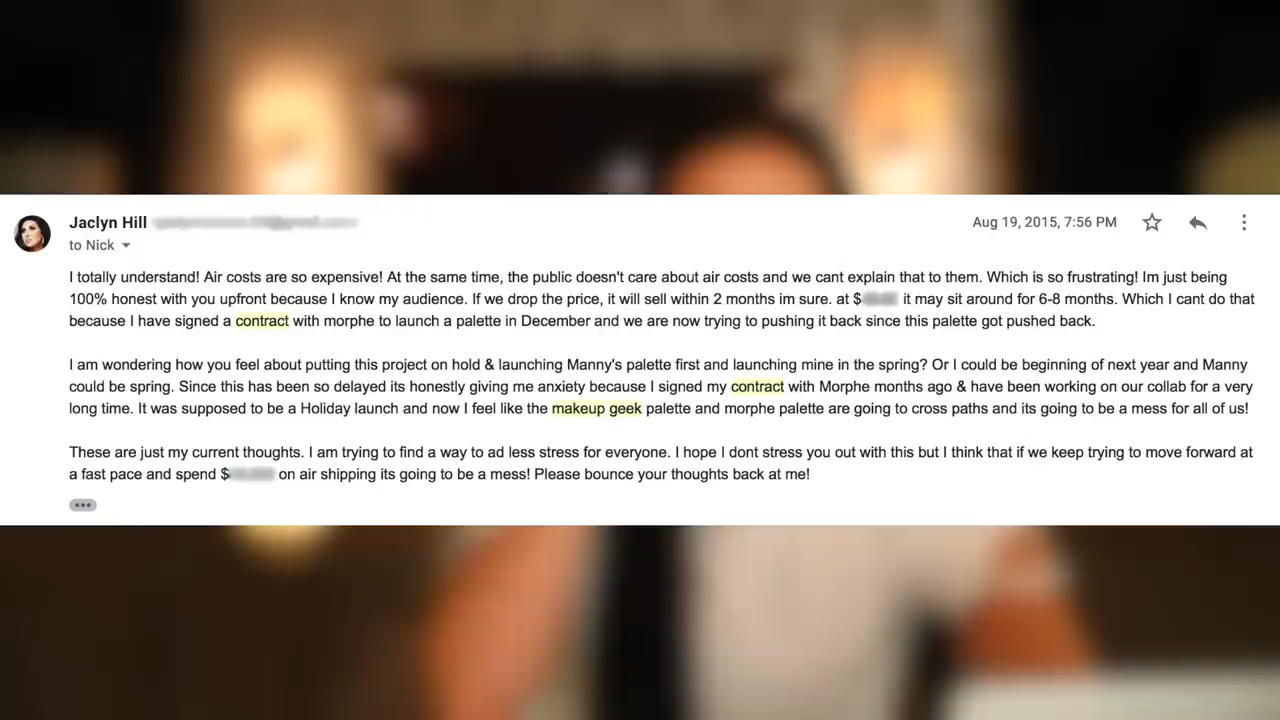 Jaclyn Hill
Aug 19, 2015, 7:56 PM
to Nick
I totally understand! Air costs are so expensive! At the same time, the public doesn't care about air costs and we cant explain that to them. Which is so frustrating! Im just being
100% honest with you upfront because I know my audience. If we drop the price, it will sell within 2 months im sure. at $ it may sit around for 6-8 months. Which I cant do that
because I have signed a contract with morphe to launch a palette in December and we are now trying to pushing it back since this palette got pushed back.
I am wondering how you feel about putting this project on hold & launching Manny's palette first and launching mine in the spring? Or I could be beginning of next year and Manny
could be spring. Since this has been so delayed its honestly giving me anxiety because I signed my contract with Morphe months ago & have been working on our collab for a very
long time. It was supposed to be a Holiday launch and now I feel like the makeup geek palette and morphe palette are going to cross paths and its going to be a mess for all of us!
These are just my current thoughts. I am trying to find a way to ad less stress for everyone. I hope I dont stress you out with this but I think that if we keep trying to move forward at
a fast pace and spend $ on air shipping its going to be a mess! Please bounce your thoughts back at me!